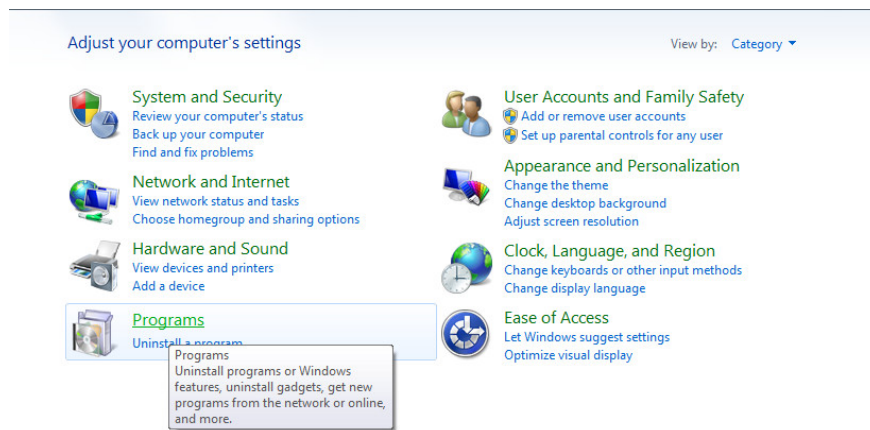 Adjust your computer's settings
View by: Category
System and Security
Review your computer's status
Back up your computer
Find and fix problems
Network and Internet
View network status and tasks
Choose homegroup and sharing options
Hardware and Sound
View devices and printers
Add a device
Programs
Uninstall a program
Programs
Uninstall programs or Windows
features, uninstall gadgets, get new
programs from the network or online,
and more.
User Accounts and Family Safety
Add or remove user accounts
Set up parental controls for any user
Appearance and Personalization
Change the theme
Change desktop background
Adjust screen resolution
Clock, Language, and Region
Change keyboards or other input methods
Change display language
Ease of Access
Let Windows suggest settings
Optimize visual display